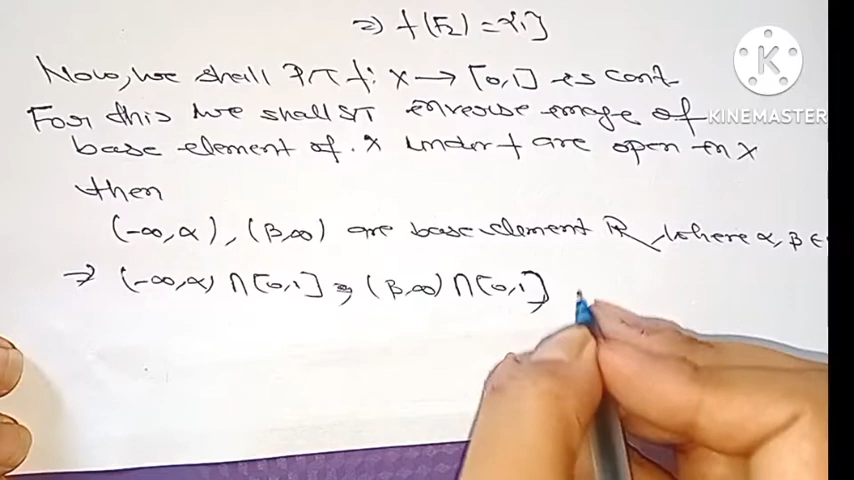 ⇒ f(F₂) = {1}
Now, we shall P/T f: X → [0,1] is cont
For this we shall S/T inverse image of
base element of X under f are open in X
then
(-∞, α), (β, ∞) are base element ℝ, where α, β ∈
⇒ (-∞, α) ∩ [0,1], (β, ∞) ∩ [0,1],
KINEMASTER